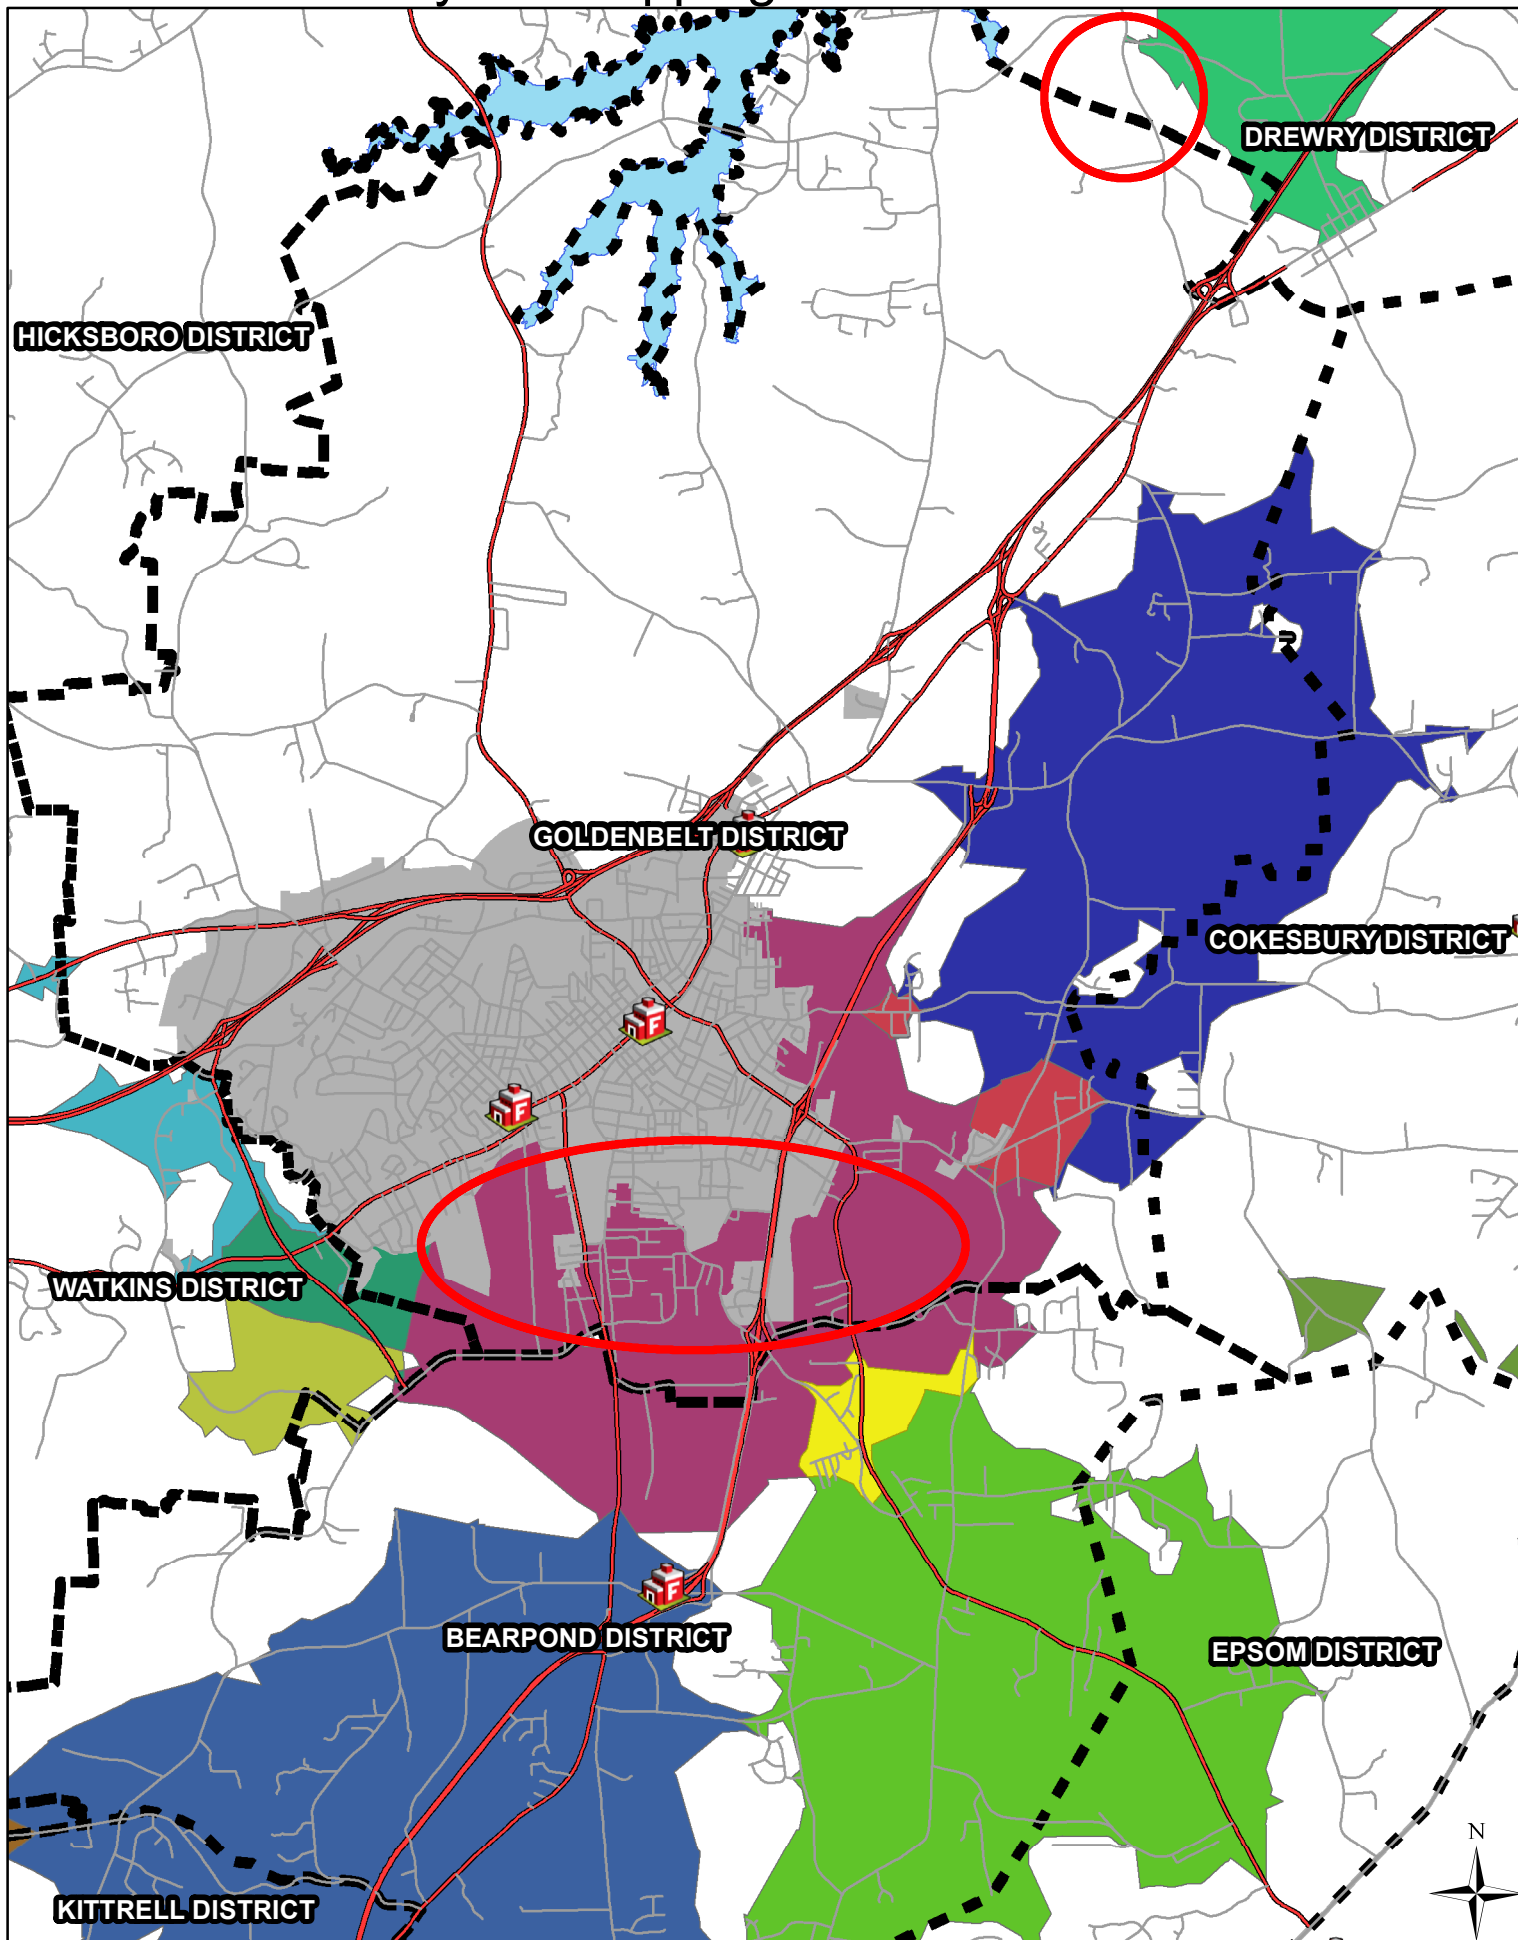 DREWRY DISTRICT
HICKSBORO DISTRICT
GOLDENBELT DISTRICT
F
COKESBURY DISTRICT
F
F
WATKINS DISTRICT
F
BEARPOND DISTRICT
EPSOM DISTRICT
N
KITTRELL DISTRICT